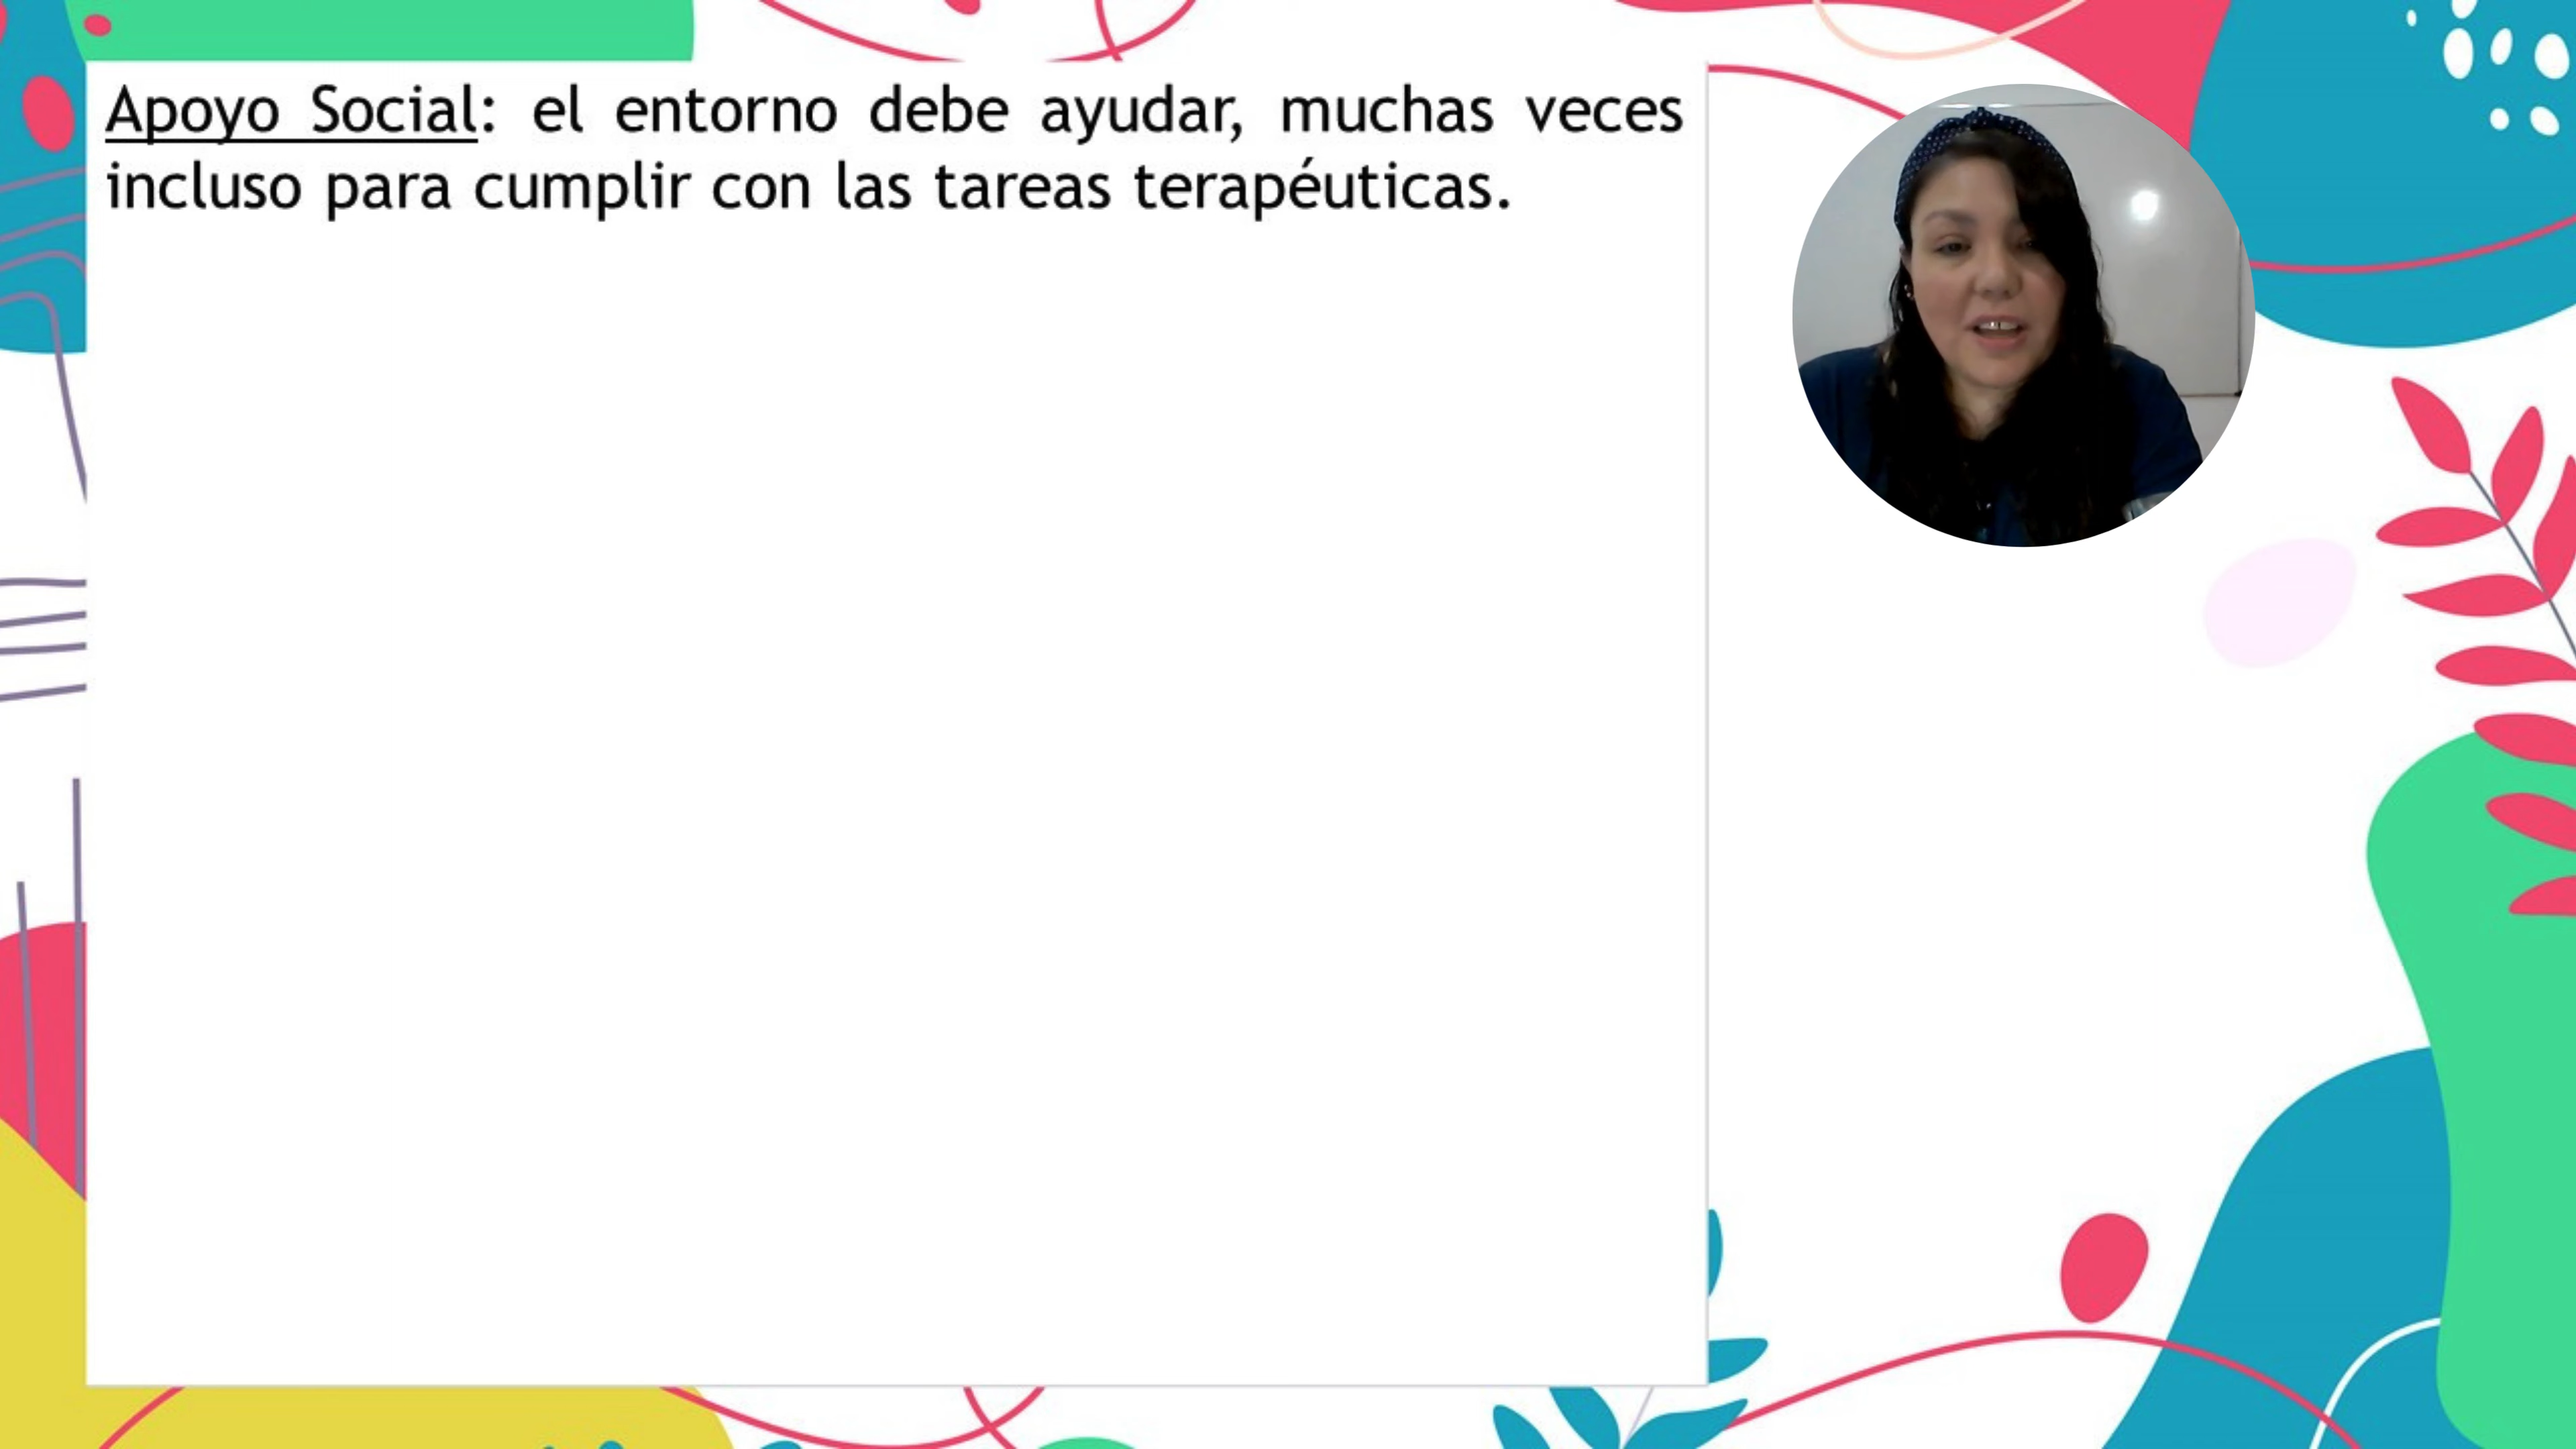 Apoyo Social: el entorno debe ayudar, muchas veces
incluso para cumplir con las tareas terapéuticas.